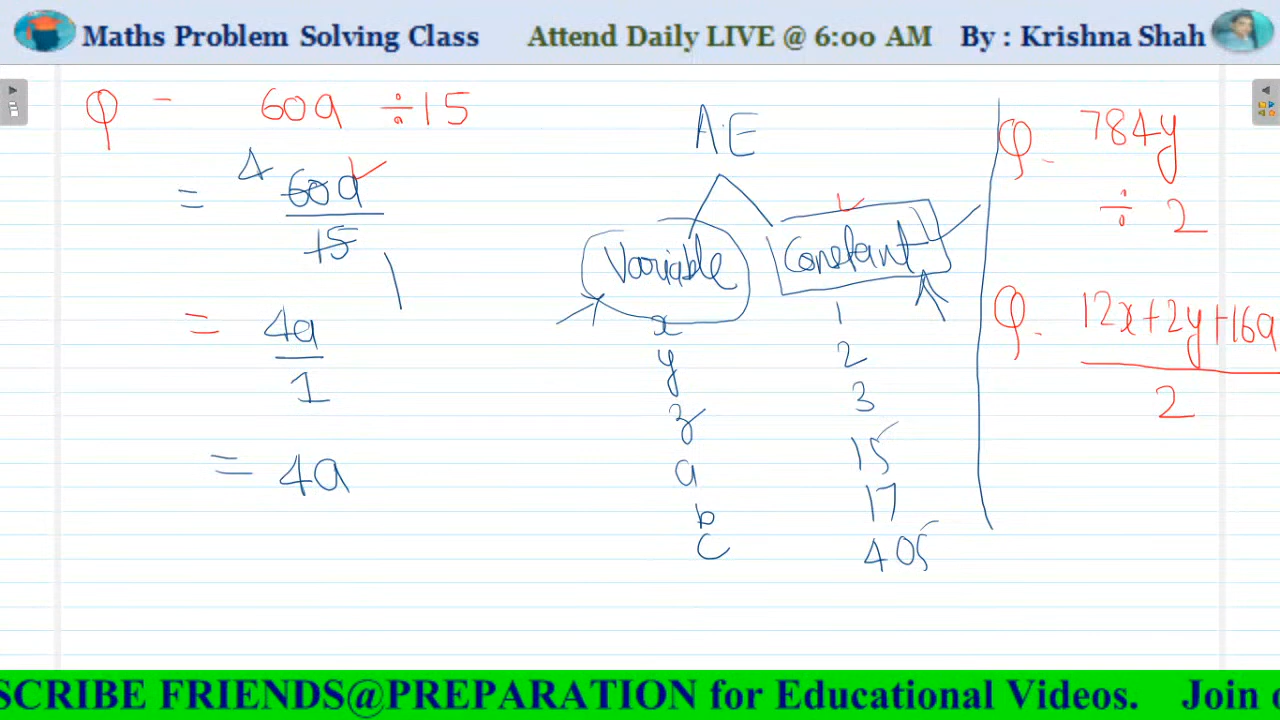 Maths Problem Solving Class Attend Daily LIVE @ 6:00 AM By : Krishna Shah
Q - 60a ÷ 15
= 4 60a / 15 1
= 4a / 1
= 4a
A.E
Variable Constant
x 1
y 2
z 3
a 15
b 17
c 405
Q - 784y
÷ 2
Q. 12x+2y+16a / 2
SCRIBE FRIENDS@PREPARATION for Educational Videos. Join